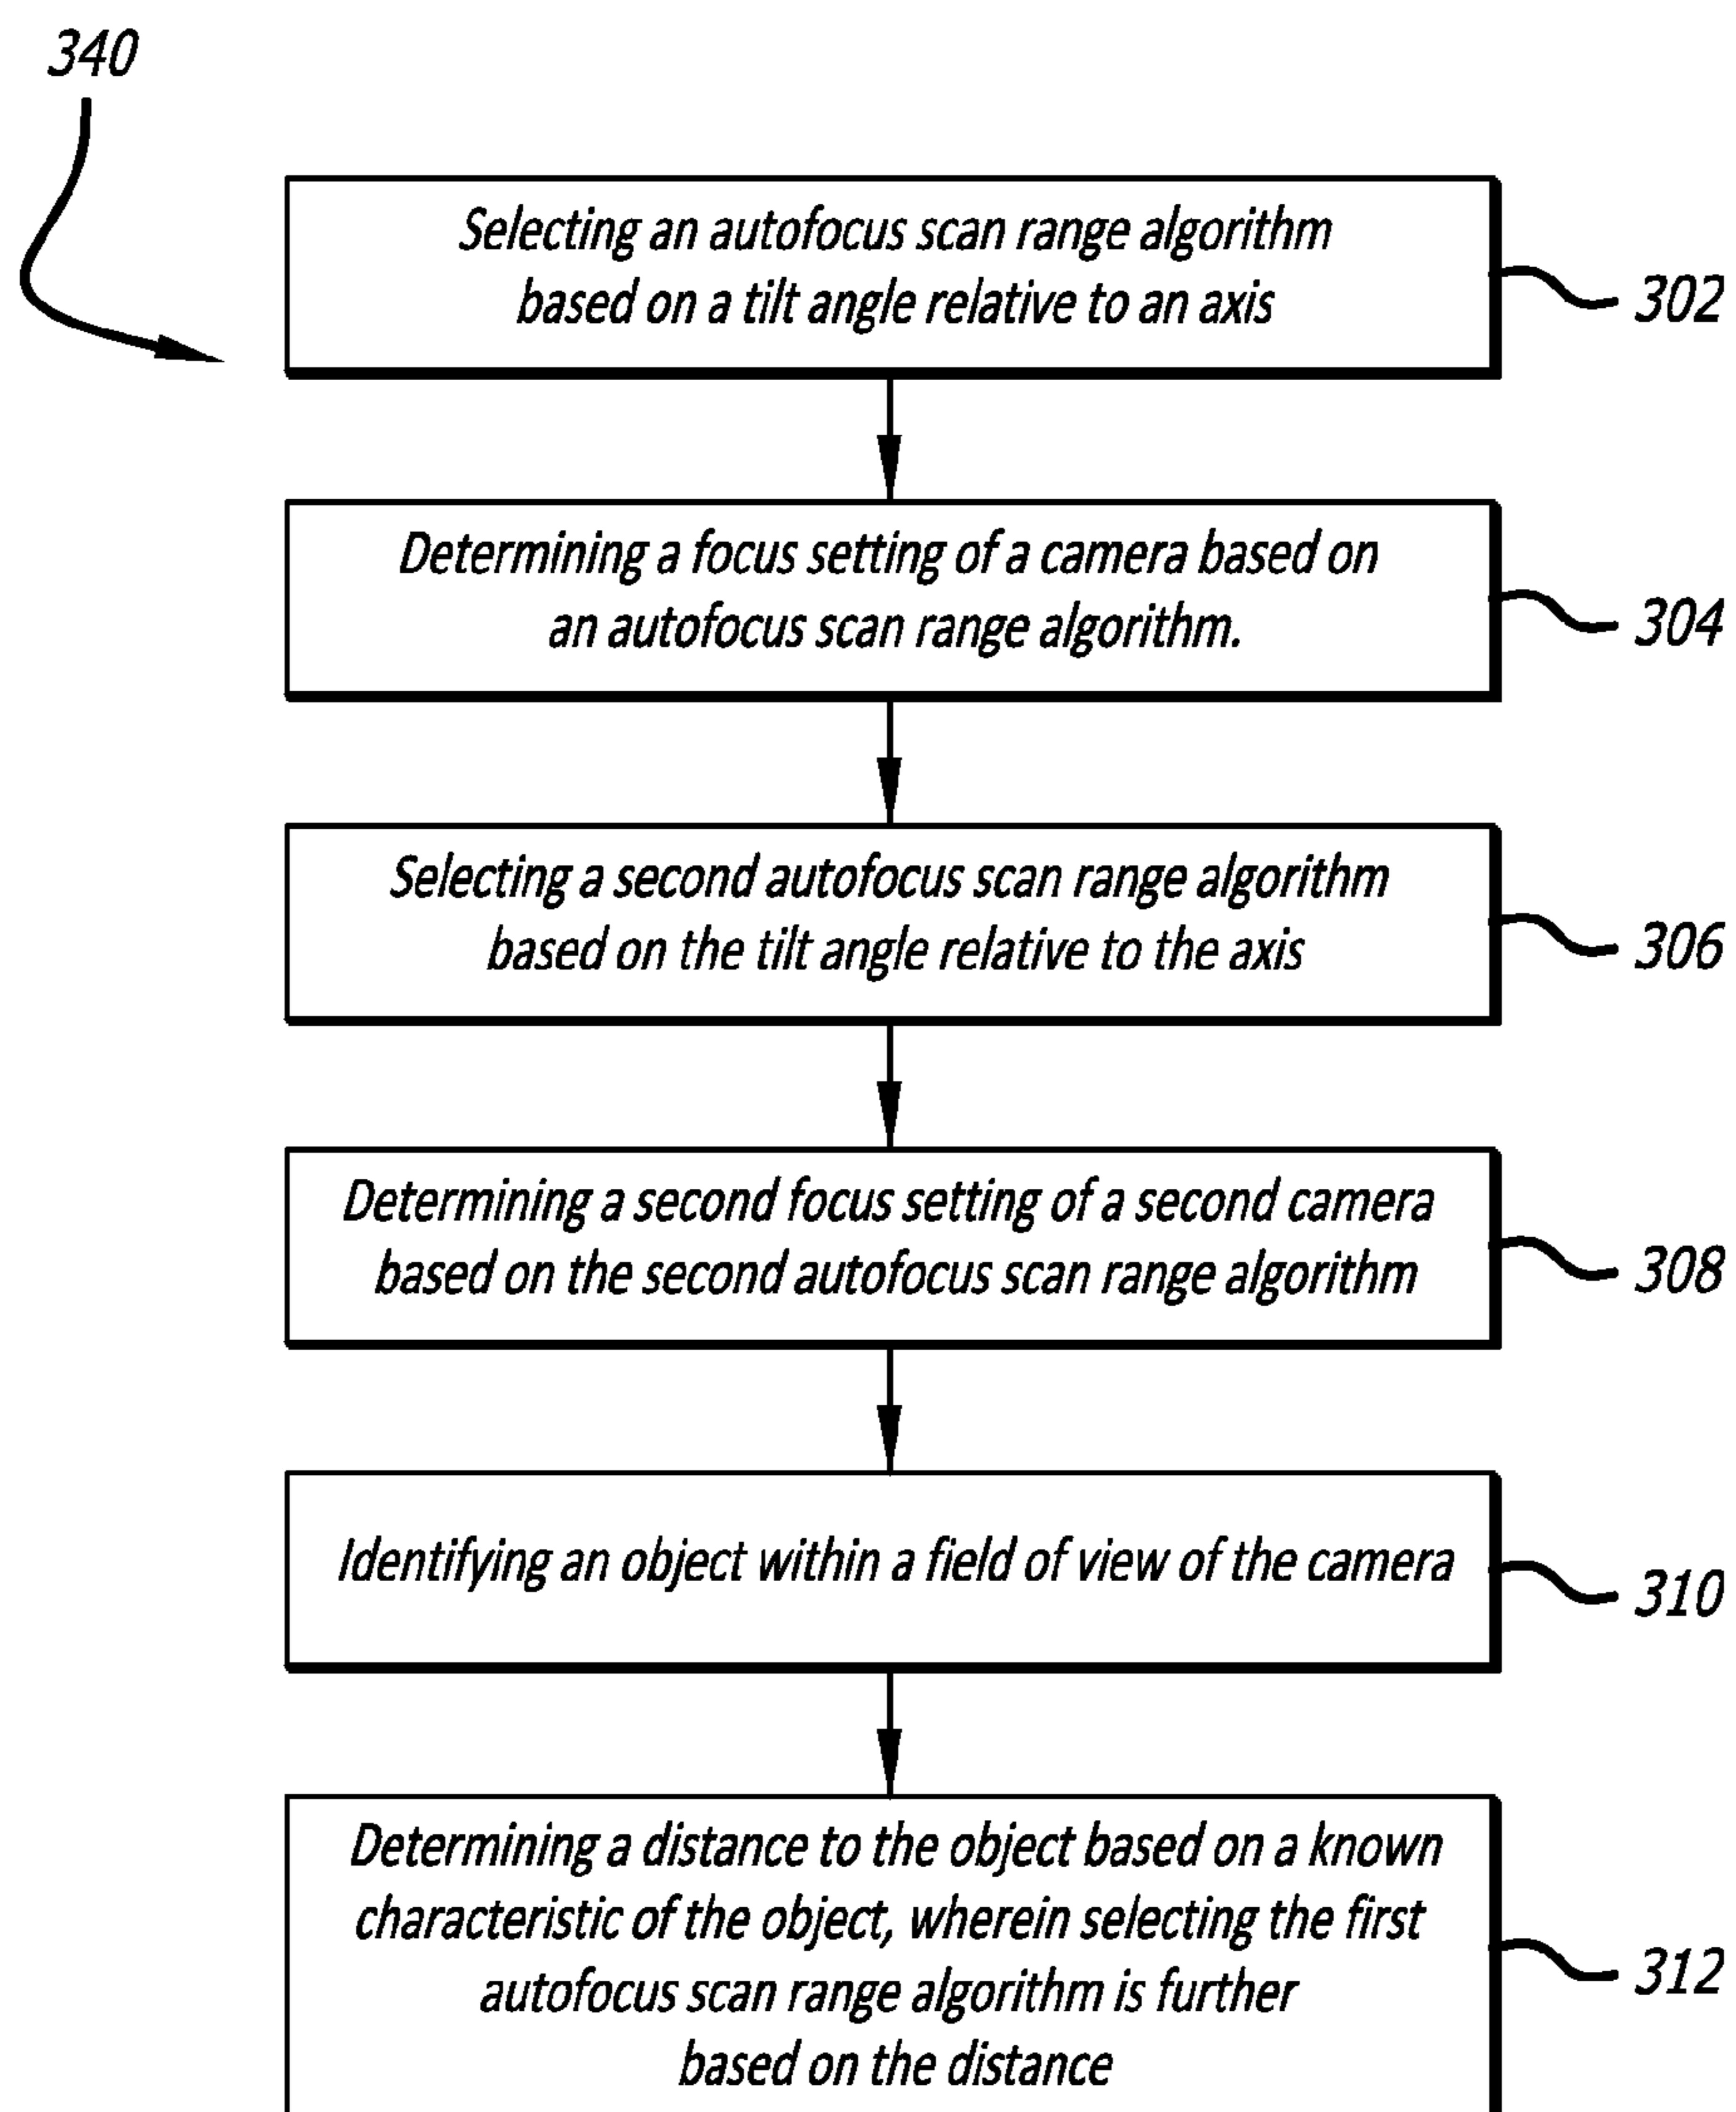 340
Selecting an autofocus scan range algorithm
based on a tilt angle relative to an axis
302
Determining a focus setting of a camera based on
an autofocus scan range algorithm.
304
Selecting a second autofocus scan range algorithm
based on the tilt angle relative to the axis
306
Determining a second focus setting of a second camera
based on the second autofocus scan range algorithm
308
Identifying an object within a field of view of the camera
310
Determining a distance to the object based on a known
characteristic of the object, wherein selecting the first
autofocus scan range algorithm is further
based on the distance
312